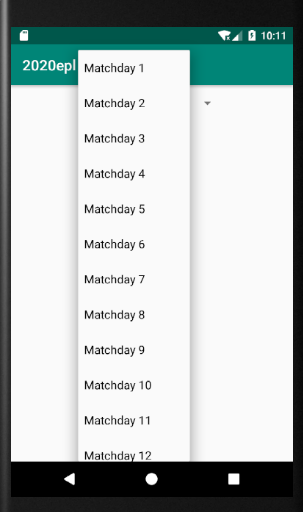 10:11
2020epl
Matchday 1
Matchday 2
Matchday 3
Matchday 4
Matchday 5
Matchday 6
Matchday 7
Matchday 8
Matchday 9
Matchday 10
Matchday 11
Matchday 12